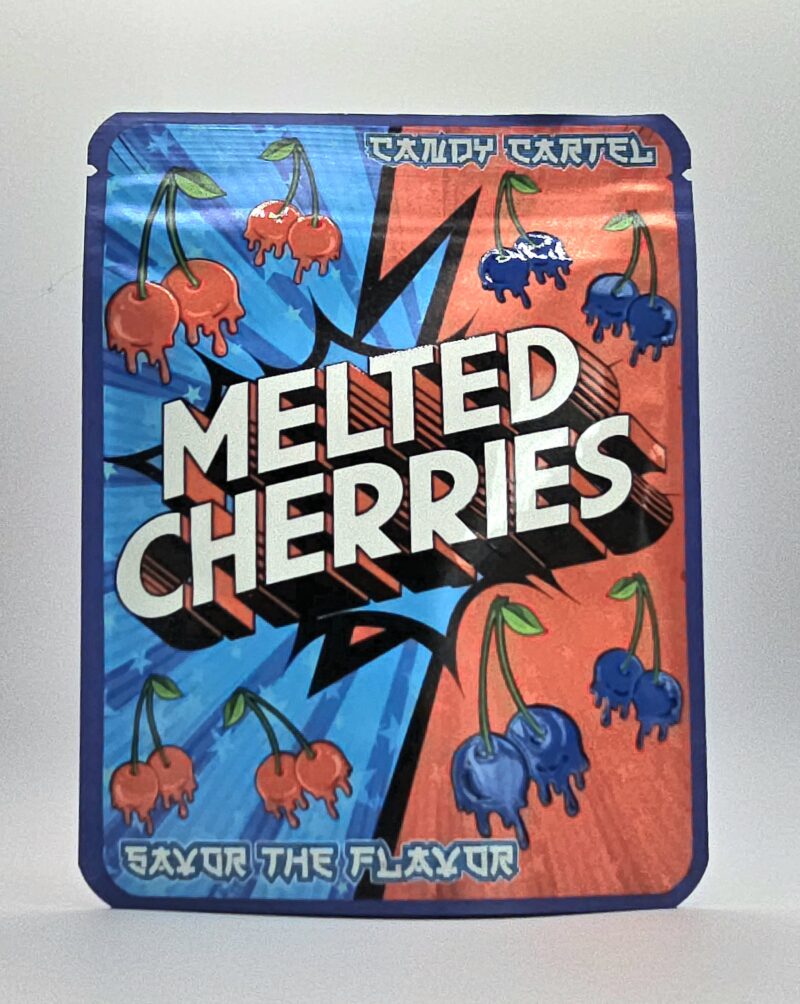 CANDY CARTEL
MELTED
CHERRIES
SAVOR THE FLAVOR